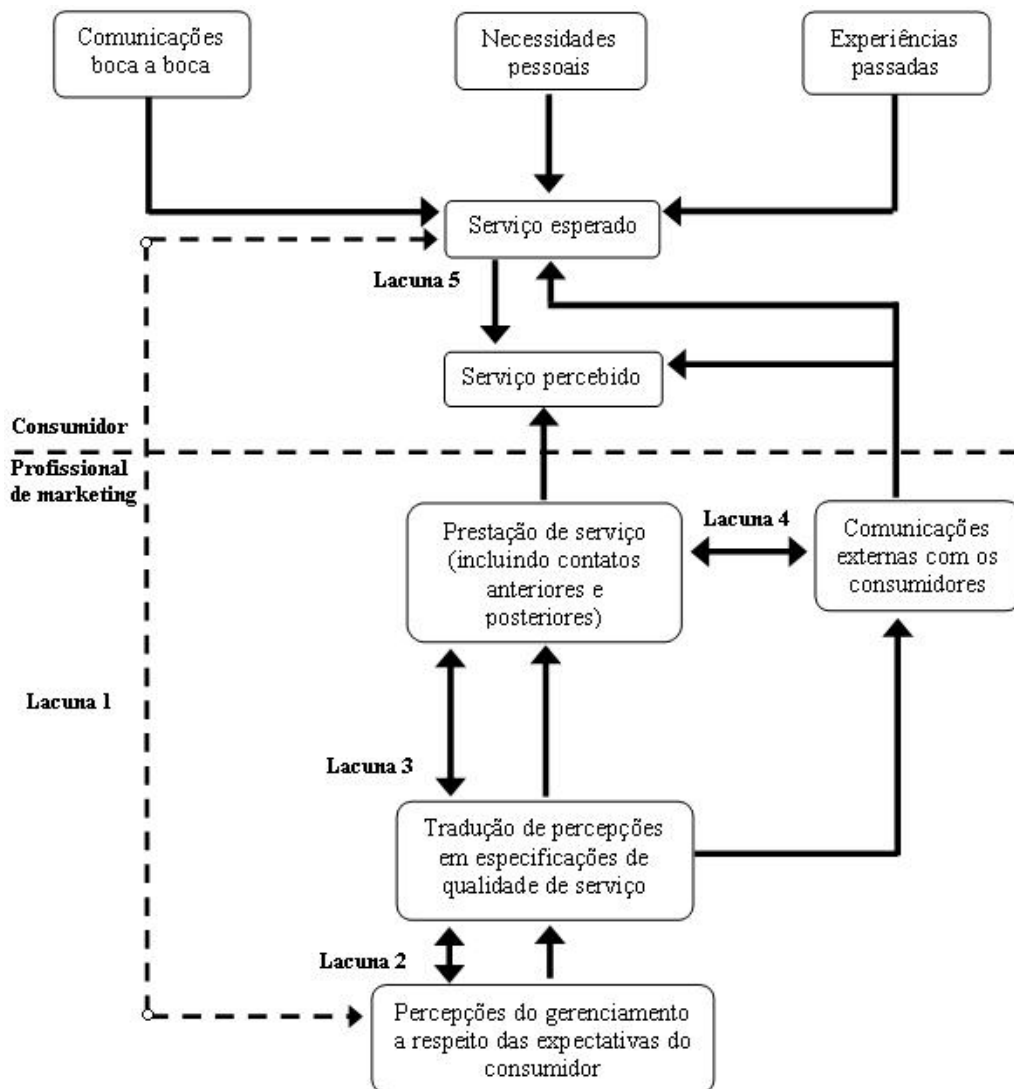 Comunicações
boca a boca
Necessidades
pessoais
Experiências
passadas
Serviço esperado
Lacuna 5
Serviço percebido
Consumidor
Profissional
de marketing
Prestação de serviço
(incluindo contatos
anteriores e
posteriores)
Lacuna 4
Comunicações
externas com os
consumidores
Lacuna 1
Lacuna 3
Tradução de percepções
em especificações de
qualidade de serviço
Lacuna 2
Percepções do gerenciamento
a respeito das expectativas do
consumidor